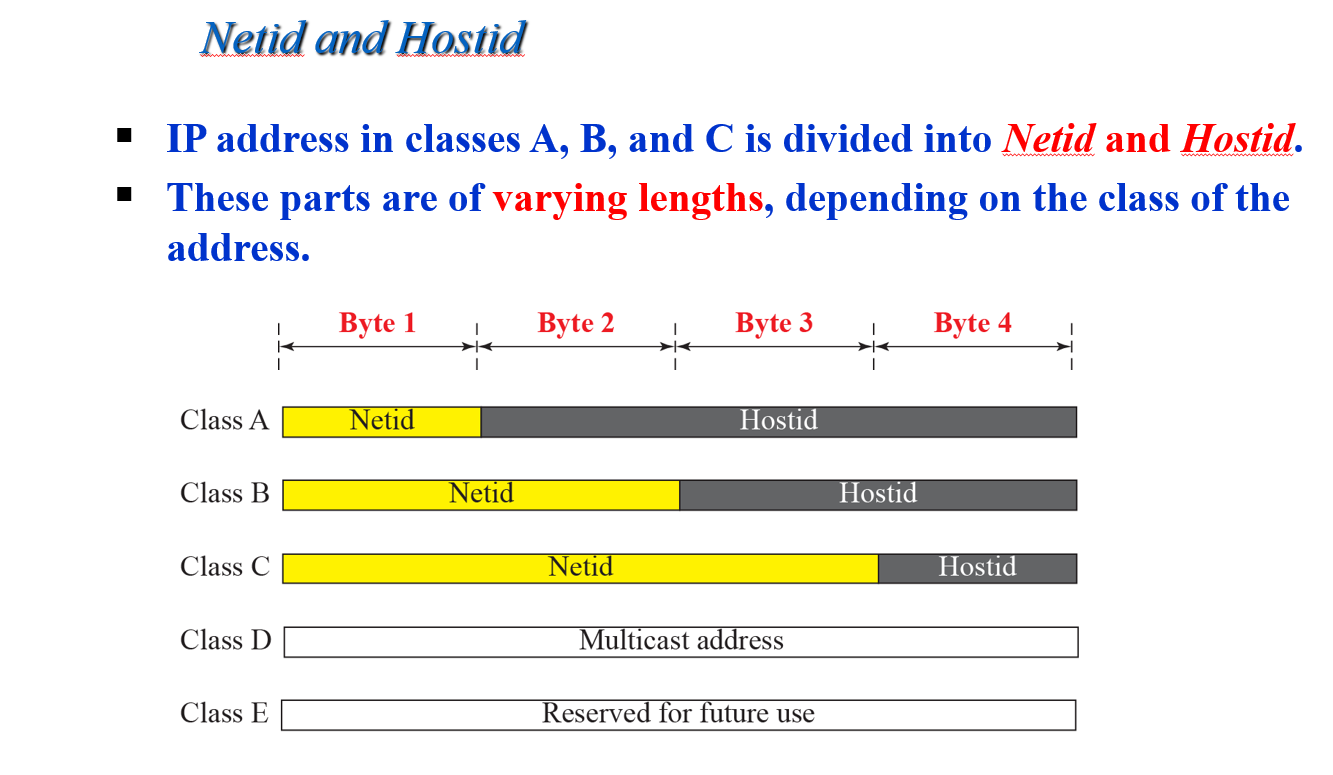 Netid and Hostid
▪ IP address in classes A, B, and C is divided into Netid and Hostid.
▪ These parts are of varying lengths, depending on the class of the
address.
Byte 1 Byte 2 Byte 3 Byte 4
Class A Netid Hostid
Class B Netid Hostid
Class C Netid Hostid
Class D Multicast address
Class E Reserved for future use